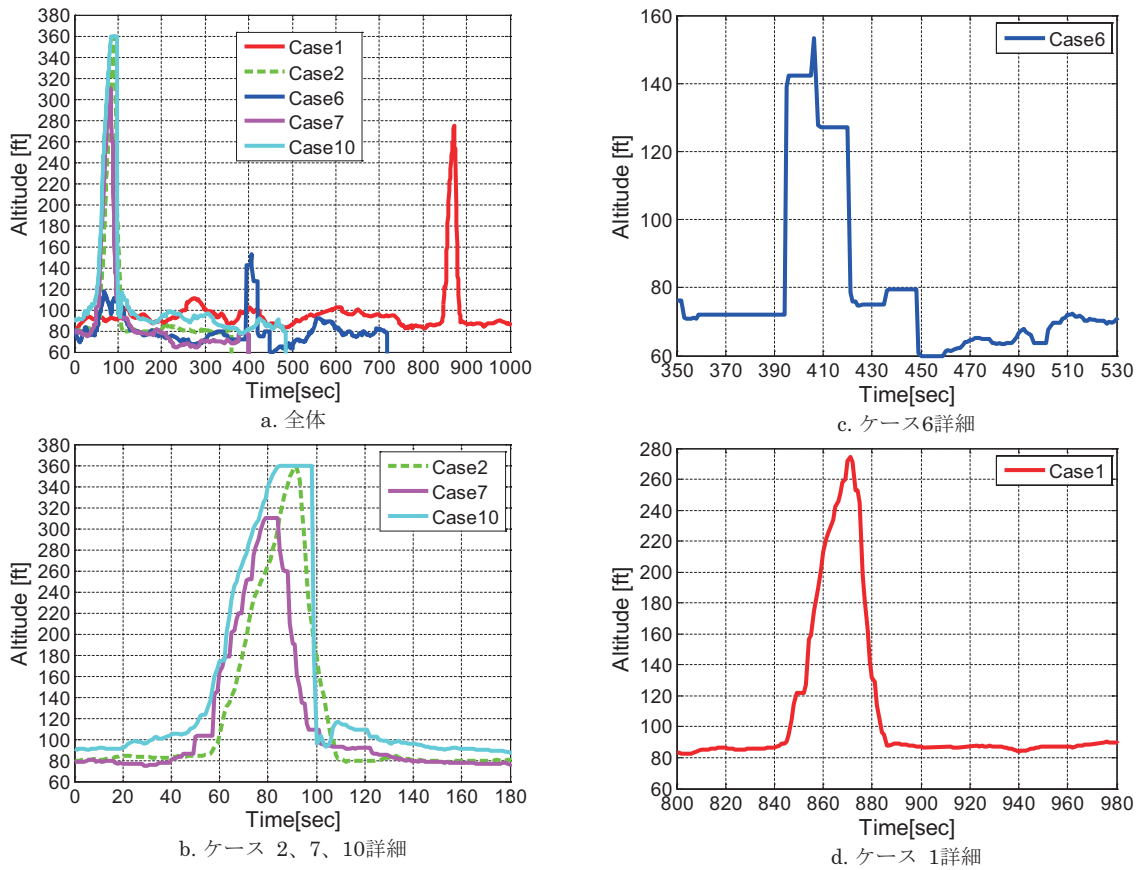 380
360
340
320
300
280
260
240
220
200
180
160
140
120
100
80
60
Altitude [ft]
Case1
Case2
Case6
Case7
Case10
0 100 200 300 400 500 600 700 800 900 1000
Time[sec]
a. 全体
160
140
120
100
80
60
Altitude [ft]
Case6
350 370 390 410 430 450 470 490 510 530
Time[sec]
c. ケース6詳細
380
360
340
320
300
280
260
240
220
200
180
160
140
120
100
80
60
Altitude [ft]
Case2
Case7
Case10
0 20 40 60 80 100 120 140 160 180
Time[sec]
b. ケース 2、7、10詳細
280
260
240
220
200
180
160
140
120
100
80
60
Altitude [ft]
Case1
800 820 840 860 880 900 920 940 960 980
Time[sec]
d. ケース 1詳細